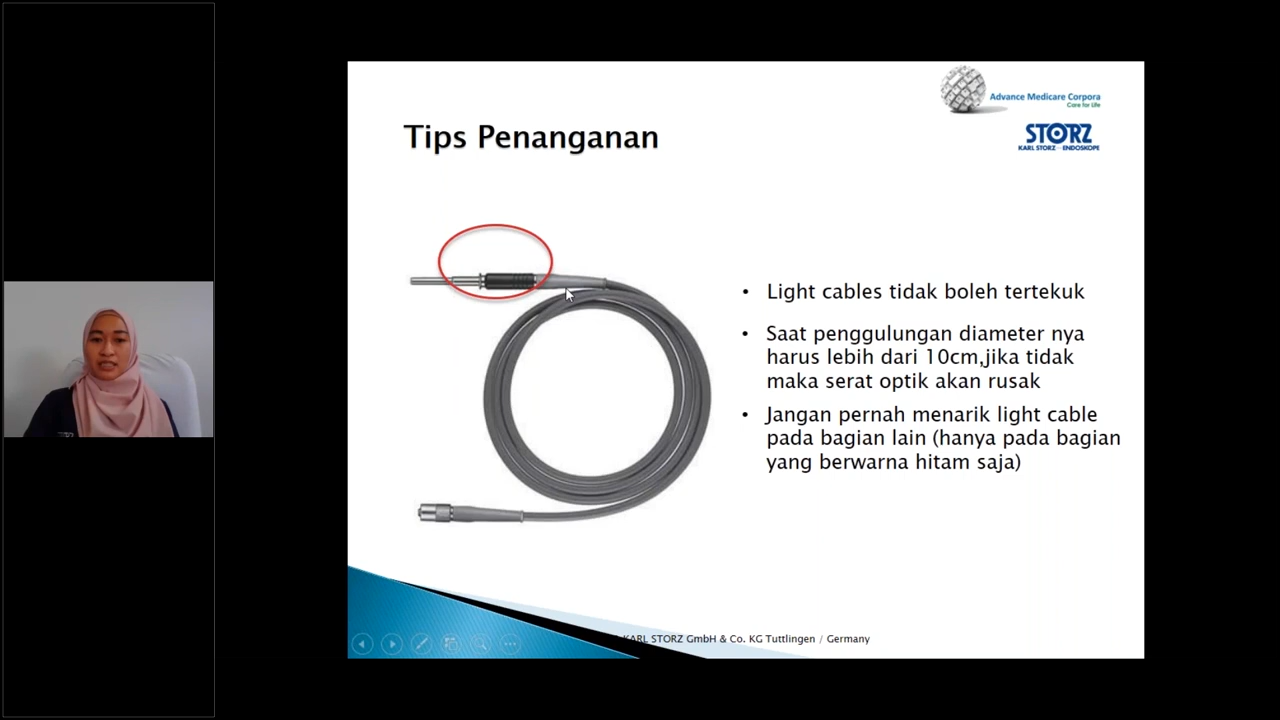 Advance Medicare Corpora
Care for Life
STORZ
KARL STORZ - ENDOSKOPE
Tips Penanganan
• Light cables tidak boleh tertekuk
• Saat penggulungan diameter nya
harus lebih dari 10cm,jika tidak
maka serat optik akan rusak
• Jangan pernah menarik light cable
pada bagian lain (hanya pada bagian
yang berwarna hitam saja)
KARL STORZ GmbH & Co. KG Tuttlingen / Germany